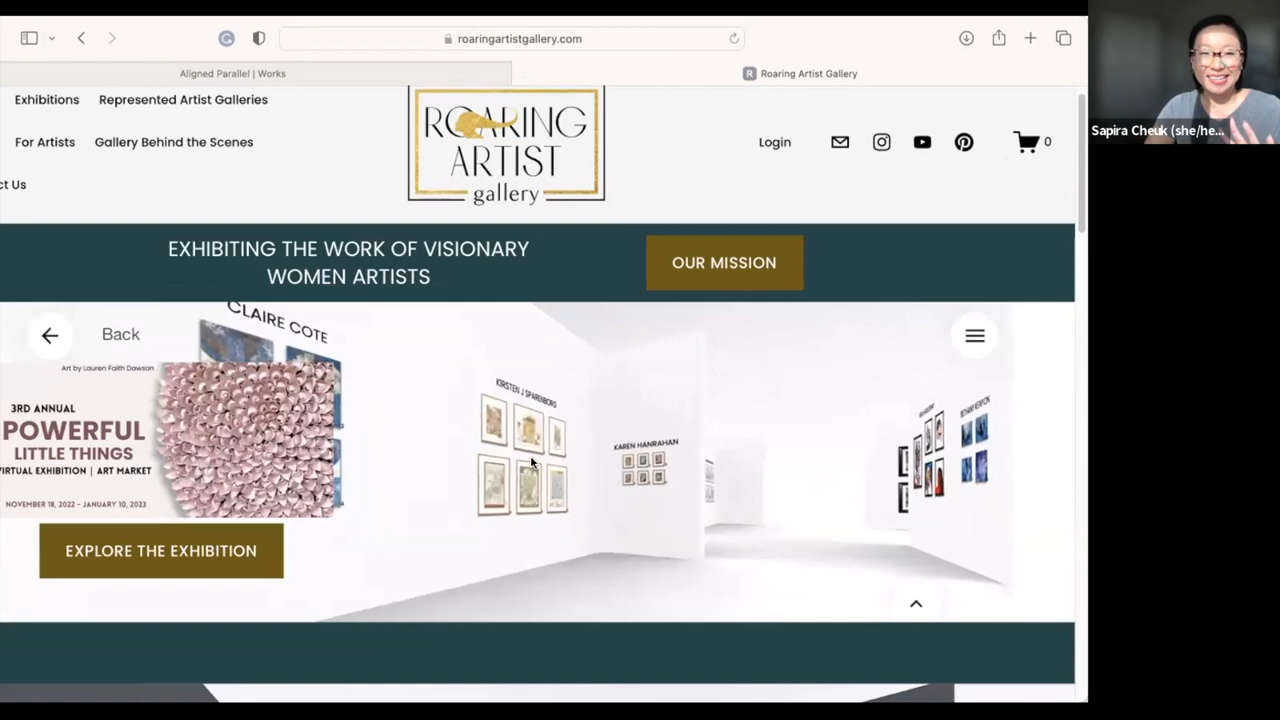 roaringartistgallery.com
Aligned Parallel | Works
R Roaring Artist Gallery
Exhibitions
Represented Artist Galleries
For Artists
Gallery Behind the Scenes
ct Us
ROARING
ARTIST
gallery
Login
0
EXHIBITING THE WORK OF VISIONARY
WOMEN ARTISTS
OUR MISSION
Back
CLAIRE COTE
Art by Lauren Faith Dawson
3RD ANNUAL
POWERFUL
LITTLE THINGS
VIRTUAL EXHIBITION | ART MARKET
NOVEMBER 18, 2022 - JANUARY 10, 2023
EXPLORE THE EXHIBITION
KIRSTEN J SPARENBORG
KAREN HANRAHAN
BETHANY KENYON
Sapira Cheuk (she/he...